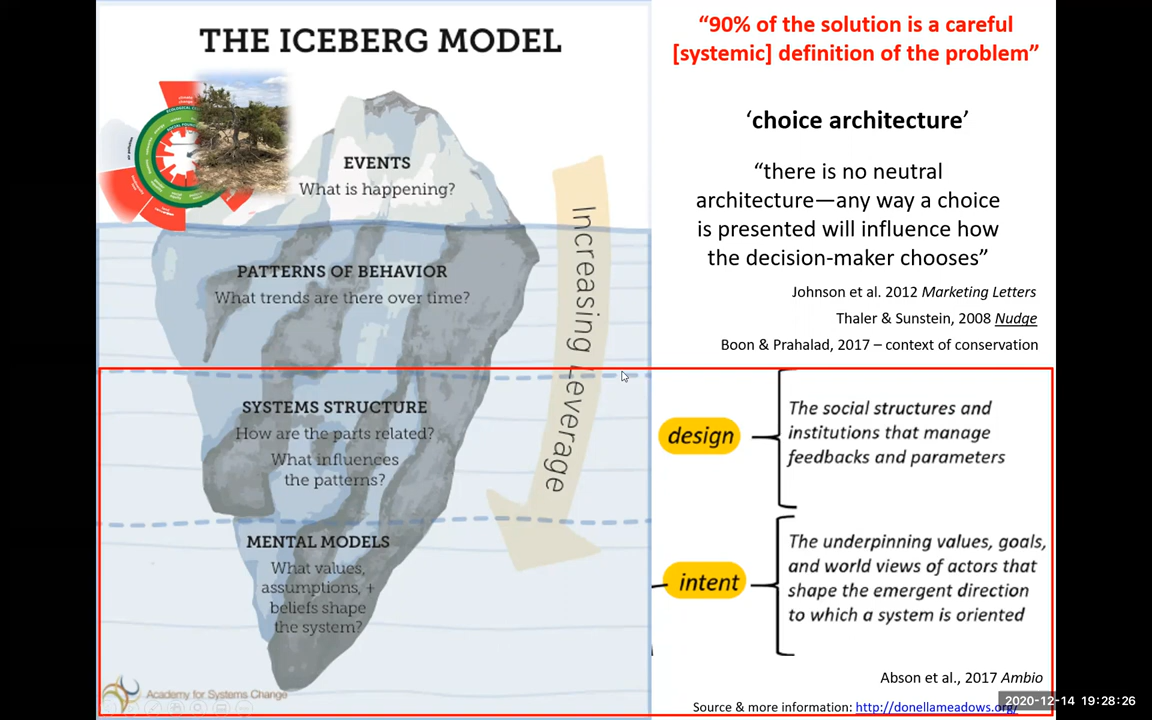 THE ICEBERG MODEL
EVENTS
What is happening?
PATTERNS OF BEHAVIOR
What trends are there over time?
SYSTEMS STRUCTURE
How are the parts related?
What influences
the patterns?
MENTAL MODELS
What values,
assumptions, +
beliefs shape
the system?
Increasing Leverage
Academy for Systems Change
“90% of the solution is a careful
[systemic] definition of the problem”
‘choice architecture’
“there is no neutral
architecture—any way a choice
is presented will influence how
the decision-maker chooses”
Johnson et al. 2012 Marketing Letters
Thaler & Sunstein, 2008 Nudge
Boon & Prahalad, 2017 – context of conservation
design
The social structures and
institutions that manage
feedbacks and parameters
intent
The underpinning values, goals,
and world views of actors that
shape the emergent direction
to which a system is oriented
Abson et al., 2017 Ambio
2020-12-14 19:28:26
Source & more information: http://donellameadows.org/